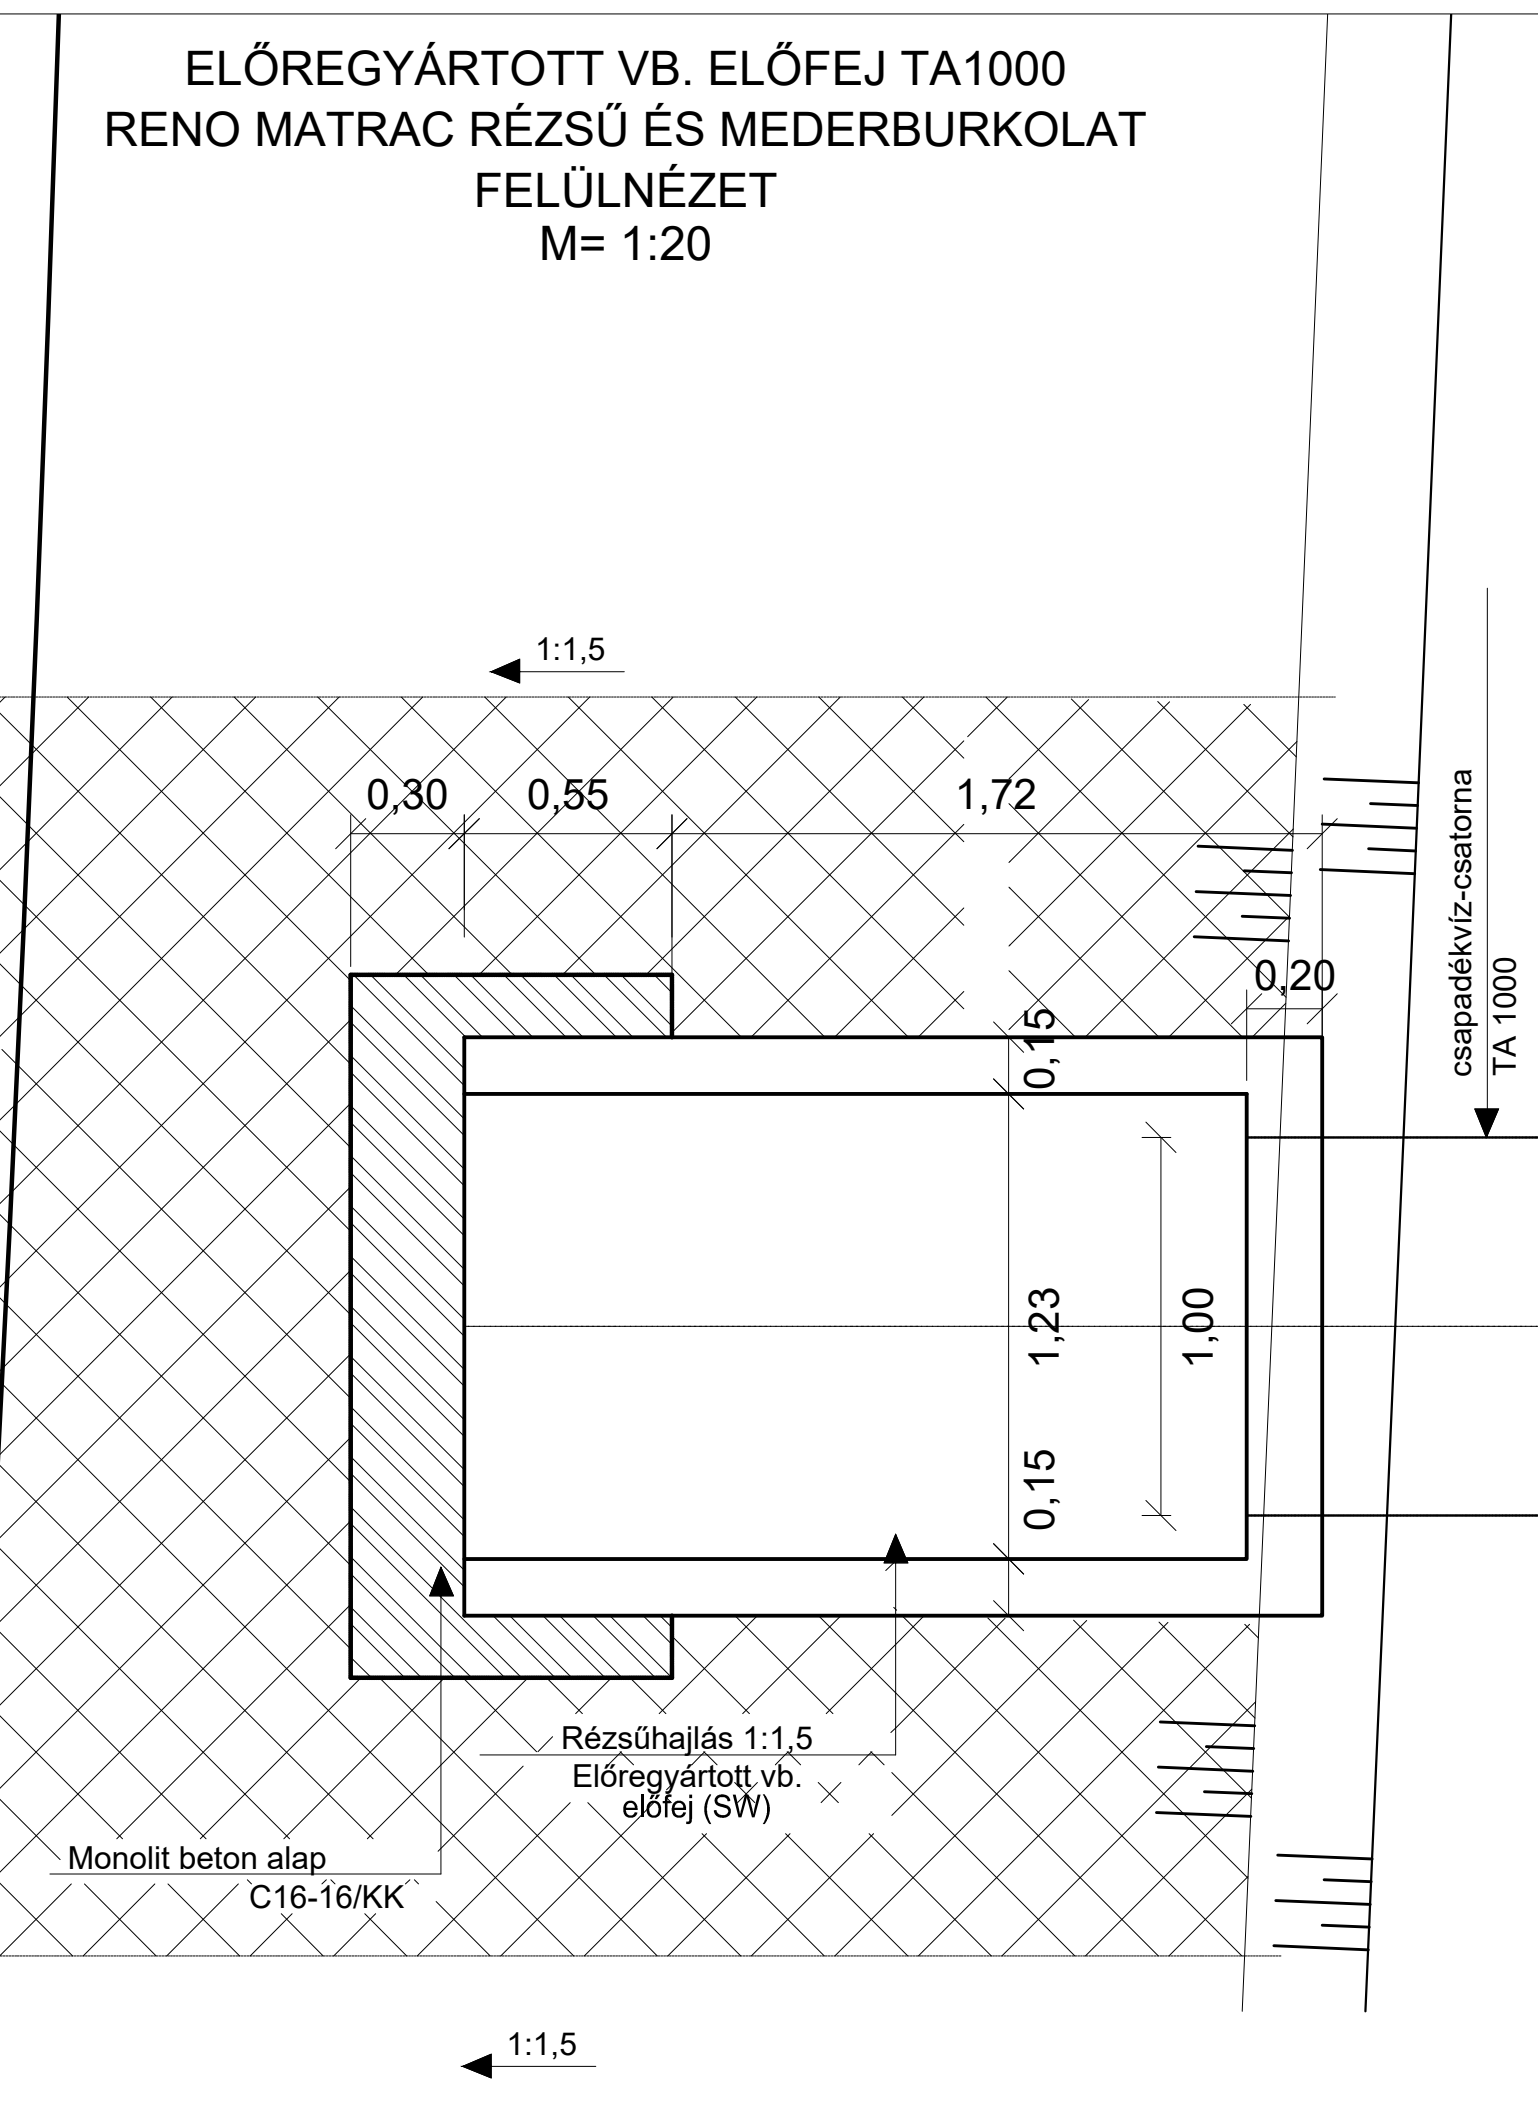 ELŐREGYÁRTOTT VB. ELŐFEJ TA1000
RENO MATRAC RÉZSŰ ÉS MEDERBURKOLAT
FELÜLNÉZET
M= 1:20
1:1,5
0,30
0,55
1,72
csapadékvíz-csatorna
TA 1000
0,20
0,15
1,23
1,00
0,15
Rézsűhajlás 1:1,5
Előregyártott vb.
előfej (SW)
Monolit beton alap
C16-16/KK
1:1,5